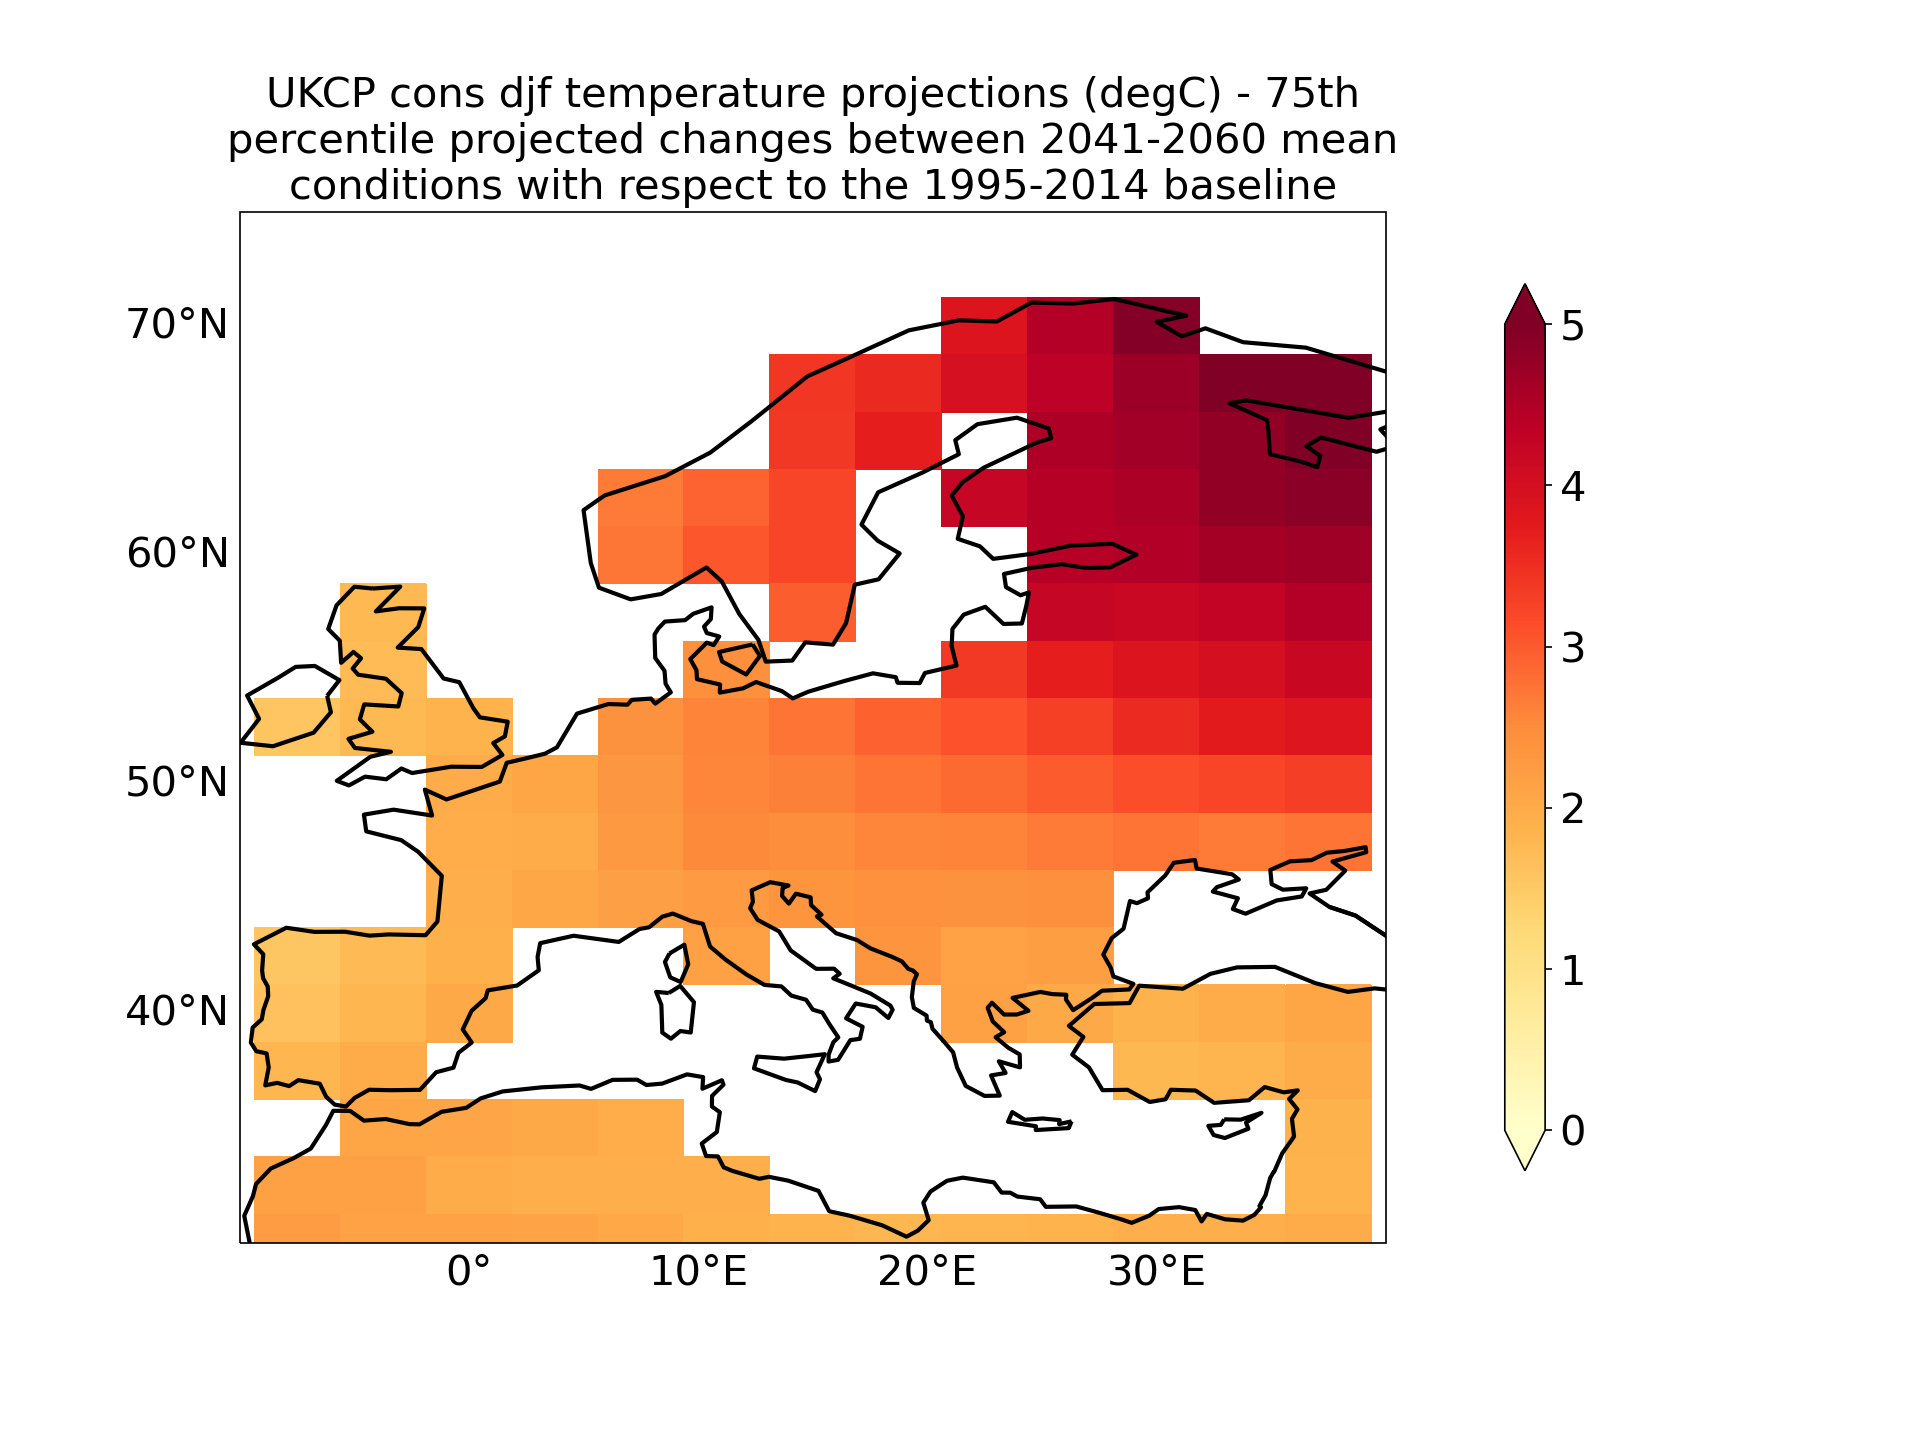 UKCP cons djf temperature projections (degC) - 75th
percentile projected changes between 2041-2060 mean
conditions with respect to the 1995-2014 baseline
70°N
60°N
50°N
40°N
0°
10°E
20°E
30°E
5
4
3
2
1
0